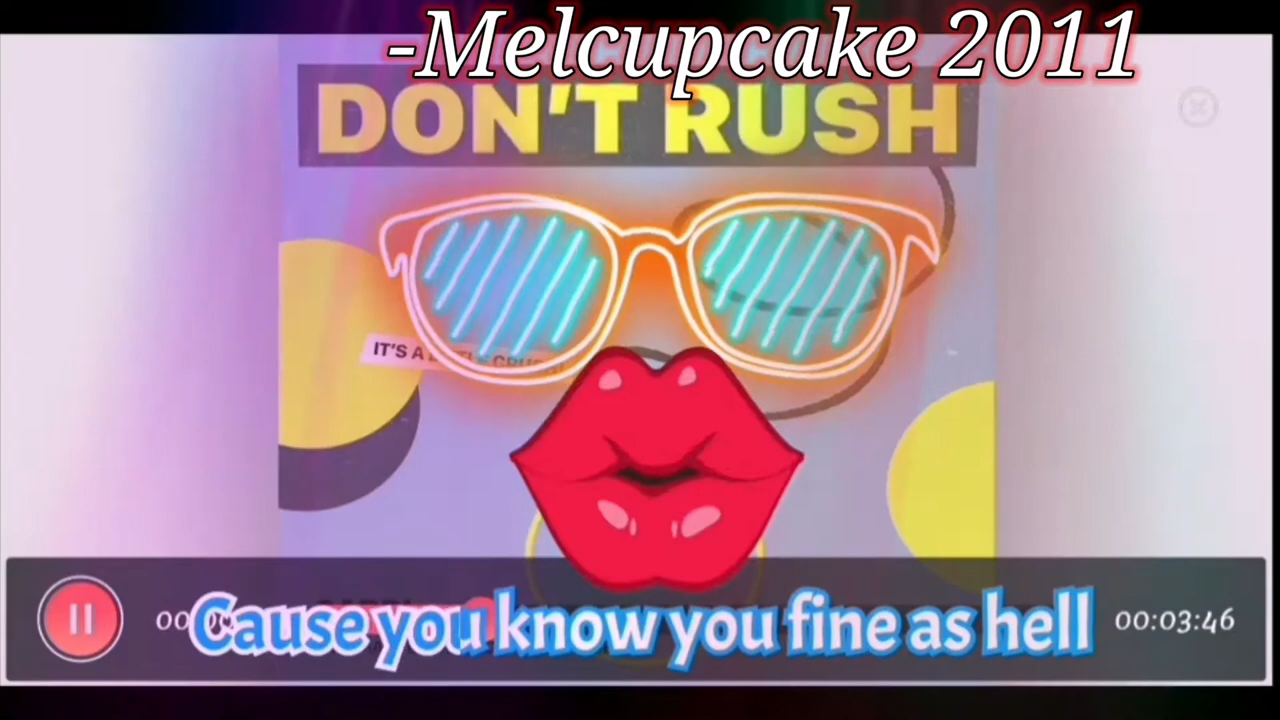 -Melcupcake 2011
DON'T RUSH
IT'S A
Cause you know you fine as hell
00:03:46